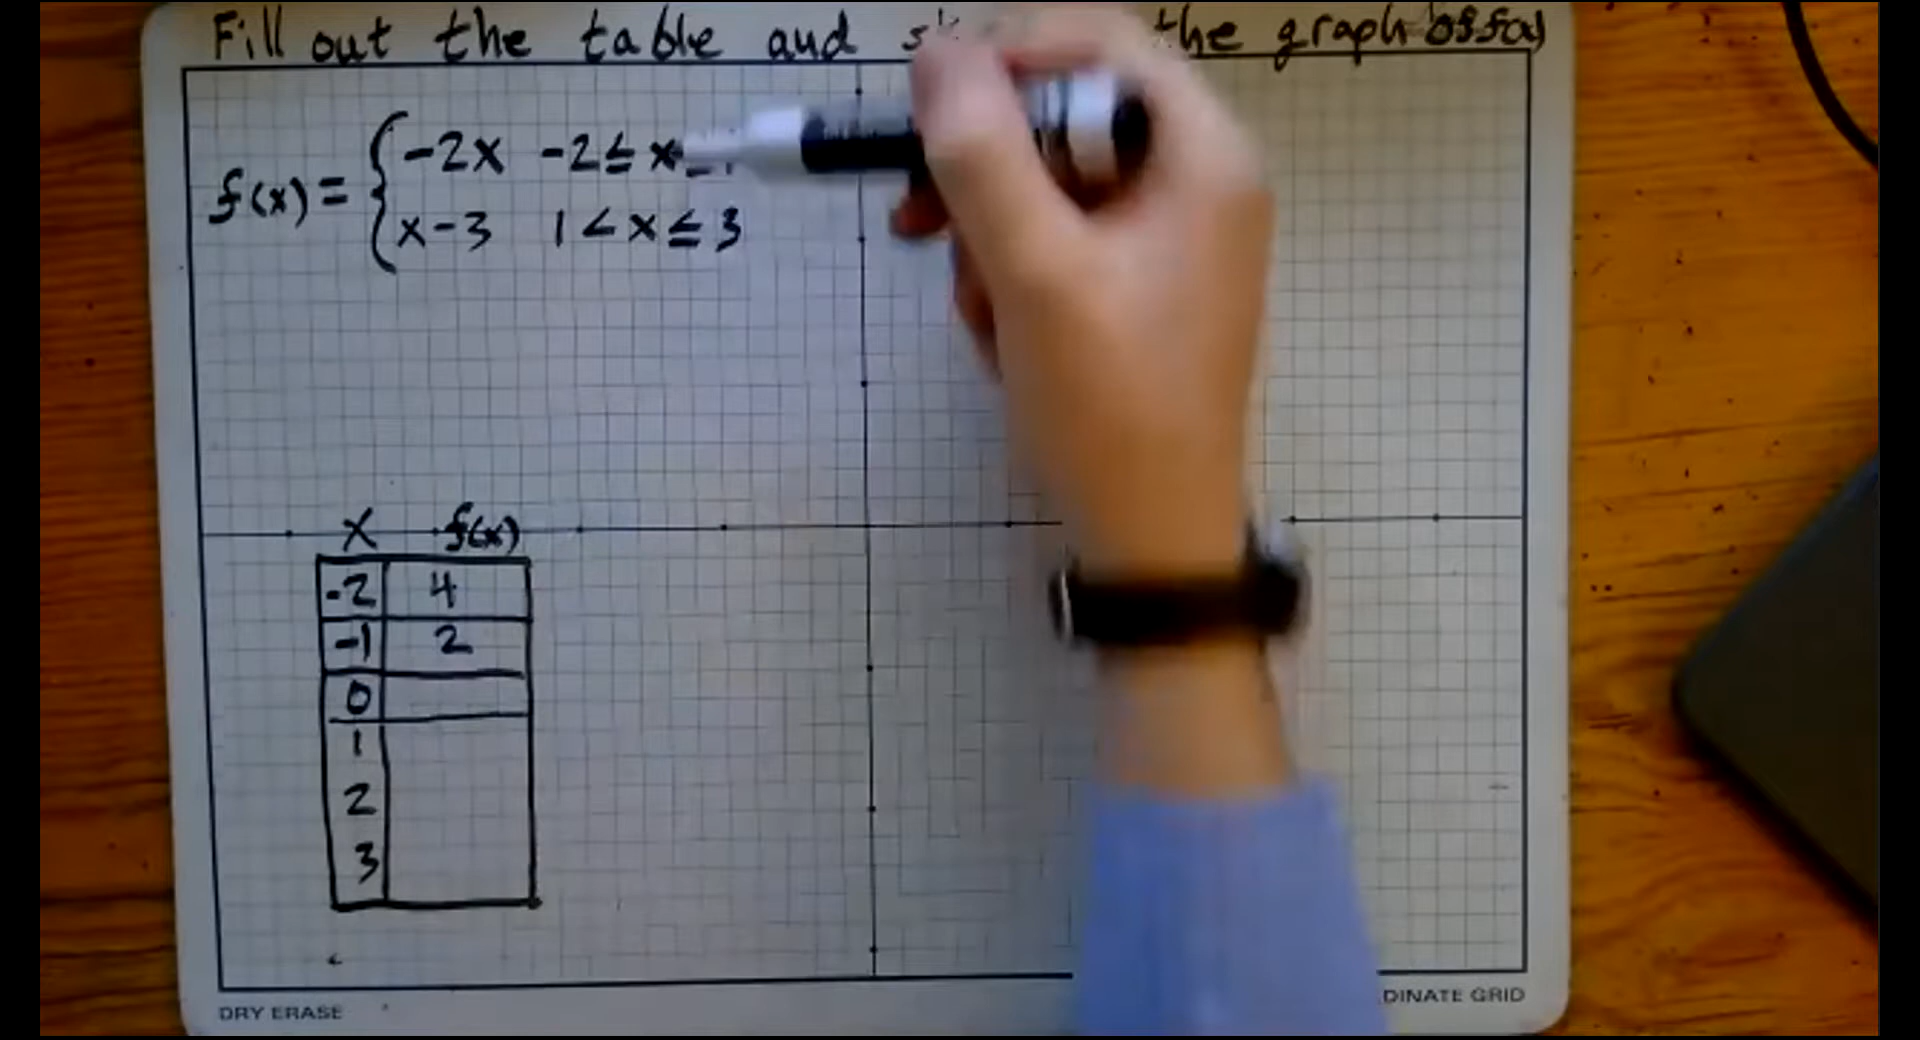 Fill out the table and the graph of f(x)
f(x) = { -2x -2 ≤ x
x-3 1 < x ≤ 3
x f(x)
-2 4
-1 2
0
1
2
3
DRY ERASE
DINATE GRID